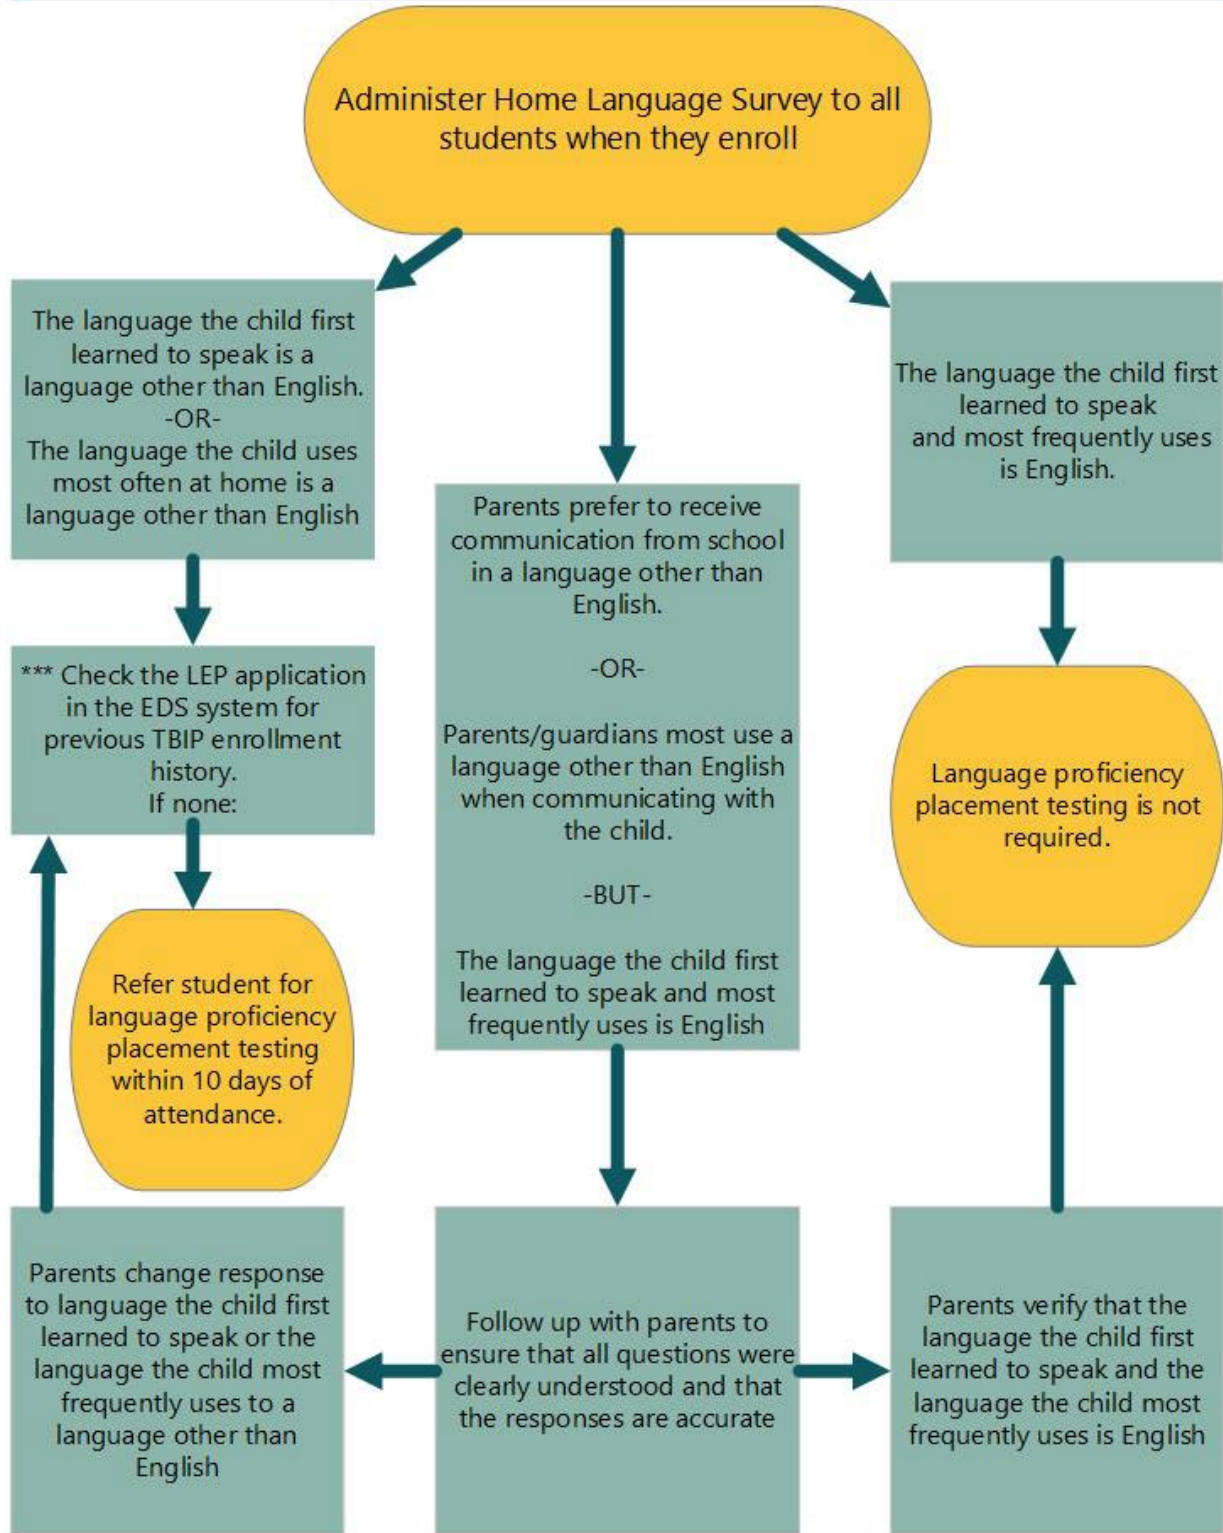 Administer Home Language Survey to all
students when they enroll
The language the child first
learned to speak is a
language other than English.
-OR-
The language the child uses
most often at home is a
language other than English
Parents prefer to receive
communication from school
in a language other than
English.
-OR-
Parents/guardians most use a
language other than English
when communicating with
the child.
-BUT-
The language the child first
learned to speak and most
frequently uses is English
The language the child first
learned to speak
and most frequently uses
is English.
*** Check the LEP application
in the EDS system for
previous TBIP enrollment
history.
If none:
Language proficiency
placement testing is not
required.
Refer student for
language proficiency
placement testing
within 10 days of
attendance.
Parents change response
to language the child first
learned to speak or the
language the child most
frequently uses to a
language other than
English
Follow up with parents to
ensure that all questions were
clearly understood and that
the responses are accurate
Parents verify that the
language the child first
learned to speak and the
language the child most
frequently uses is English